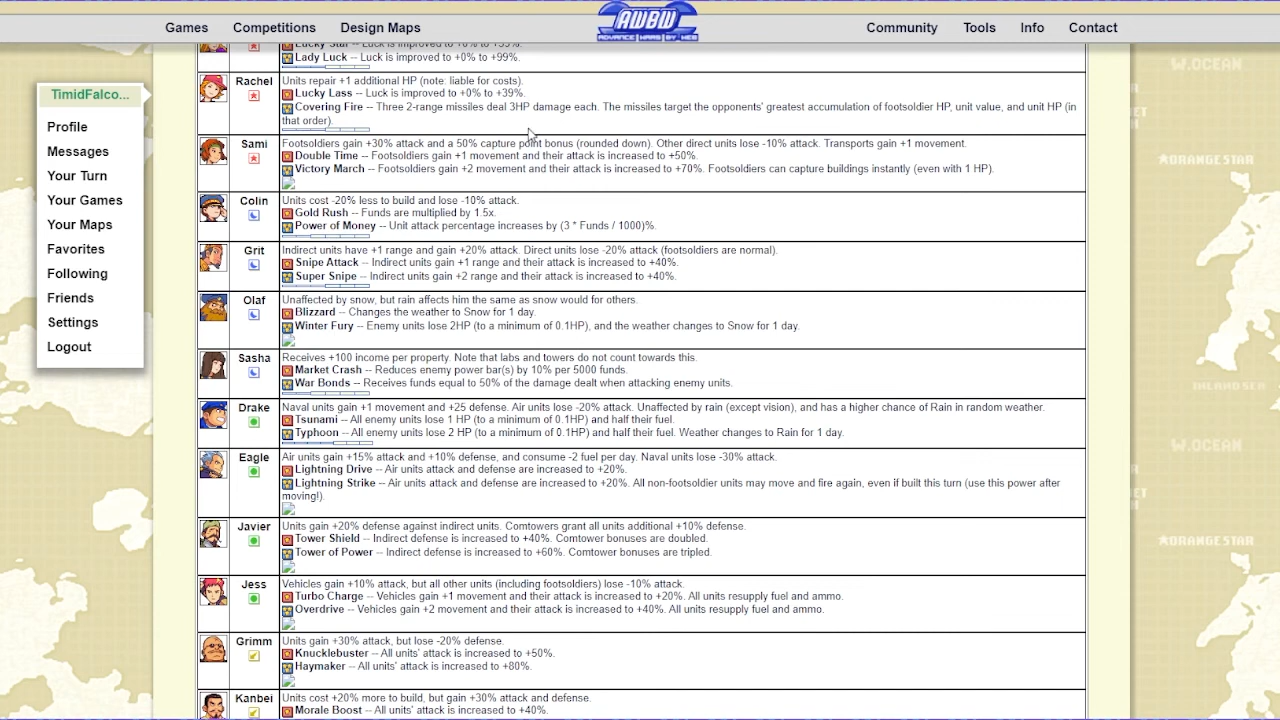 Games
Competitions
Design Maps
AWBW
ADVANCE WARS BY WEB
Community
Tools
Info
Contact
TimidFalco...
Profile
Messages
Your Turn
Your Games
Your Maps
Favorites
Following
Friends
Settings
Logout
Lucky Star -- Luck is improved to +0% to +59%.
Lady Luck -- Luck is improved to +0% to +99%.
Rachel
Units repair +1 additional HP (note: liable for costs).
Lucky Lass -- Luck is improved to +0% to +39%.
Covering Fire -- Three 2-range missiles deal 3HP damage each. The missiles target the opponents' greatest accumulation of footsoldier HP, unit value, and unit HP (in
that order).
Sami
Footsoldiers gain +30% attack and a 50% capture point bonus (rounded down). Other direct units lose -10% attack. Transports gain +1 movement.
Double Time -- Footsoldiers gain +1 movement and their attack is increased to +50%.
Victory March -- Footsoldiers gain +2 movement and their attack is increased to +70%. Footsoldiers can capture buildings instantly (even with 1 HP).
Colin
Units cost -20% less to build and lose -10% attack.
Gold Rush -- Funds are multiplied by 1.5x.
Power of Money -- Unit attack percentage increases by (3 * Funds / 1000)%.
Grit
Indirect units have +1 range and gain +20% attack. Direct units lose -20% attack (footsoldiers are normal).
Snipe Attack -- Indirect units gain +1 range and their attack is increased to +40%.
Super Snipe -- Indirect units gain +2 range and their attack is increased to +40%.
Olaf
Unaffected by snow, but rain affects him the same as snow would for others.
Blizzard -- Changes the weather to Snow for 1 day.
Winter Fury -- Enemy units lose 2HP (to a minimum of 0.1HP), and the weather changes to Snow for 1 day.
Sasha
Receives +100 income per property. Note that labs and towers do not count towards this.
Market Crash -- Reduces enemy power bar(s) by 10% per 5000 funds.
War Bonds -- Receives funds equal to 50% of the damage dealt when attacking enemy units.
Drake
Naval units gain +1 movement and +25 defense. Air units lose -20% attack. Unaffected by rain (except vision), and has a higher chance of Rain in random weather.
Tsunami -- All enemy units lose 1 HP (to a minimum of 0.1HP) and half their fuel.
Typhoon -- All enemy units lose 2 HP (to a minimum of 0.1HP) and half their fuel. Weather changes to Rain for 1 day.
Eagle
Air units gain +15% attack and +10% defense, and consume -2 fuel per day. Naval units lose -30% attack.
Lightning Drive -- Air units attack and defense are increased to +20%.
Lightning Strike -- Air units attack and defense are increased to +20%. All non-footsoldier units may move and fire again, even if built this turn (use this power after
moving!).
Javier
Units gain +20% defense against indirect units. Comtowers grant all units additional +10% defense.
Tower Shield -- Indirect defense is increased to +40%. Comtower bonuses are doubled.
Tower of Power -- Indirect defense is increased to +60%. Comtower bonuses are tripled.
Jess
Vehicles gain +10% attack, but all other units (including footsoldiers) lose -10% attack.
Turbo Charge -- Vehicles gain +1 movement and their attack is increased to +20%. All units resupply fuel and ammo.
Overdrive -- Vehicles gain +2 movement and their attack is increased to +40%. All units resupply fuel and ammo.
Grimm
Units gain +30% attack, but lose -20% defense.
Knucklebuster -- All units' attack is increased to +50%.
Haymaker -- All units' attack is increased to +80%.
Kanbei
Units cost +20% more to build, but gain +30% attack and defense.
Morale Boost -- All units' attack is increased to +40%.
W.OCEAN
ORANGE STAR
INLAND SEA
W.OCEAN
ORANGE STAR